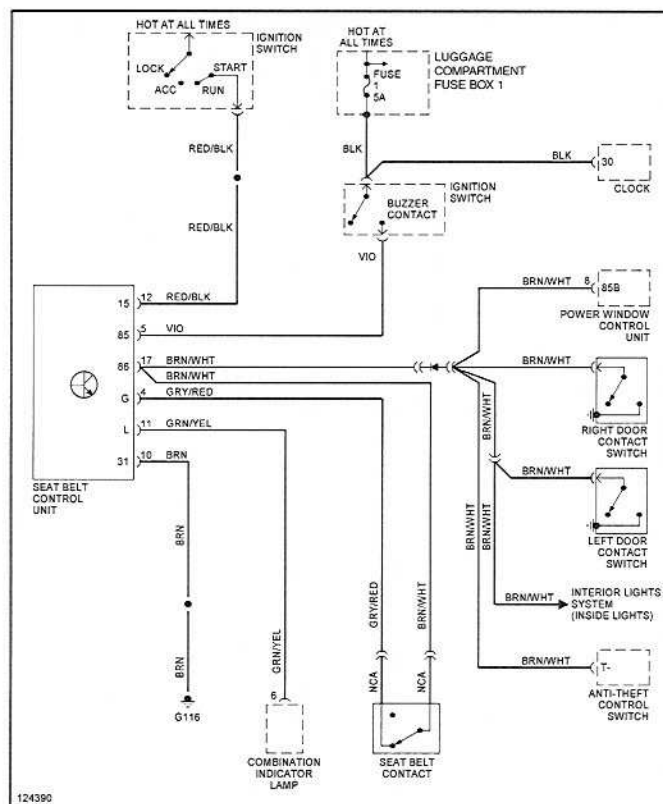 HOT AT ALL TIMES
IGNITION
SWITCH
LOCK
START
ACC
RUN
HOT AT
ALL TIMES
FUSE
1
5A
LUGGAGE
COMPARTMENT
FUSE BOX 1
RED/BLK
BLK
BLK
30
CLOCK
IGNITION
SWITCH
BUZZER
CONTACT
RED/BLK
VIO
15
12
RED/BLK
85
5
VIO
86
17
BRN/WHT
BRN/WHT
G
4
GRY/RED
L
11
GRN/YEL
31
10
BRN
SEAT BELT
CONTROL
UNIT
BRN/WHT
8
85B
POWER WINDOW
CONTROL
UNIT
BRN/WHT
RIGHT DOOR
CONTACT
SWITCH
BRN/WHT
BRN/WHT
LEFT DOOR
CONTACT
SWITCH
BRN/WHT
BRN/WHT
BRN/WHT
INTERIOR LIGHTS
SYSTEM
(INSIDE LIGHTS)
BRN/WHT
T-
ANTI-THEFT
CONTROL
SWITCH
BRN
BRN
G116
GRN/YEL
6
COMBINATION
INDICATOR
LAMP
GRY/RED
BRN/WHT
NCA
NCA
SEAT BELT
CONTACT
124390